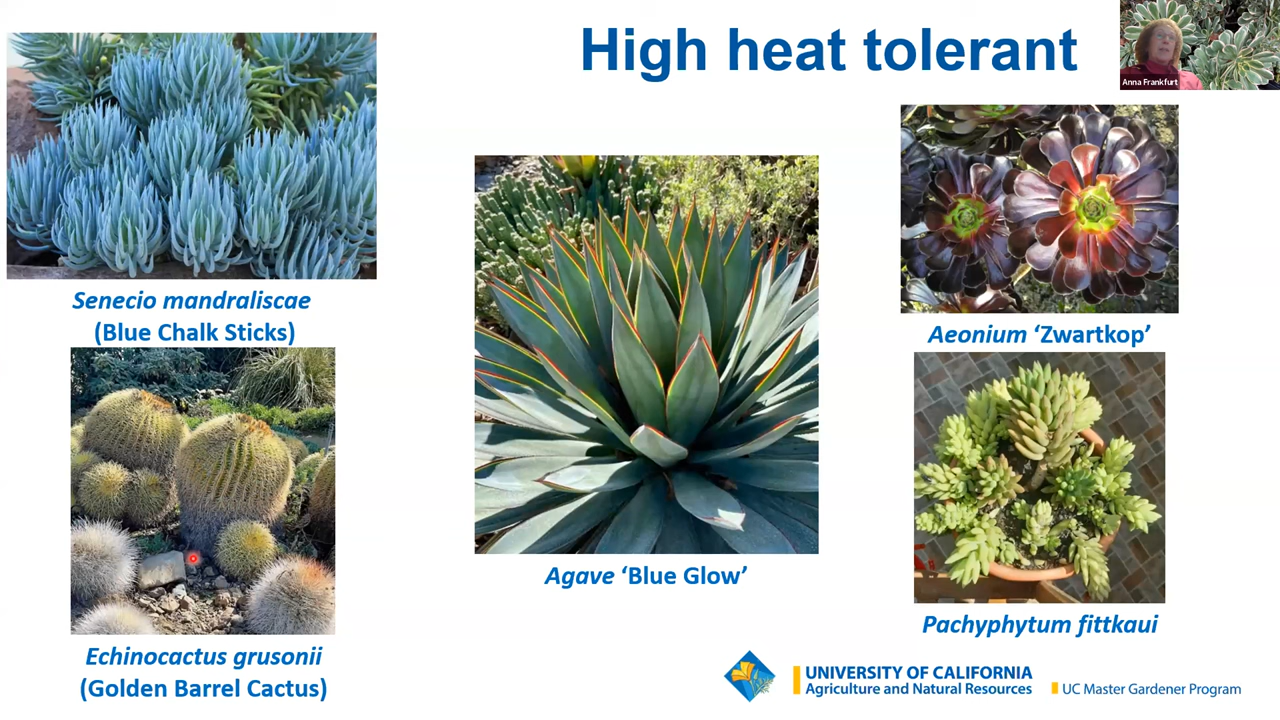 High heat tolerant
Anna Frankfurt
Senecio mandraliscae
(Blue Chalk Sticks)
Aeonium ‘Zwartkop’
Agave ‘Blue Glow’
Pachyphytum fittkaui
Echinocactus grusonii
(Golden Barrel Cactus)
UNIVERSITY OF CALIFORNIA
Agriculture and Natural Resources
UC Master Gardener Program